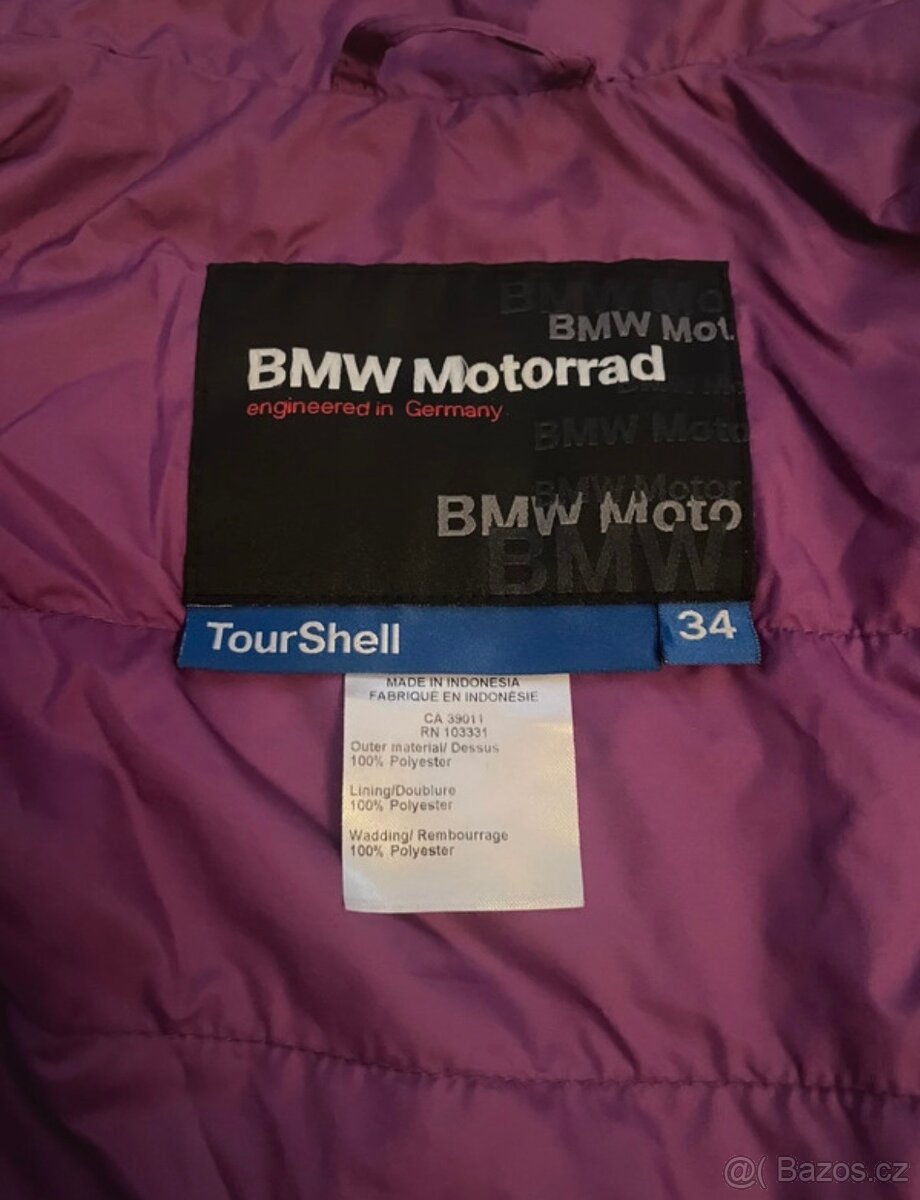 BMW Mo
BMW Mot.
BMW Motorrad
engineered in Germany
BMW Moto
BMW Motor
BMW Moto
BMW
TourShell
34
MADE IN INDONESIA
FABRIQUE EN INDONÉSIE
CA 39011
RN 103331
Outer material/ Dessus
100% Polyester
Lining/Doublure
100% Polyester
Wadding/ Rembourrage
100% Polyester
@( Bazos.cz